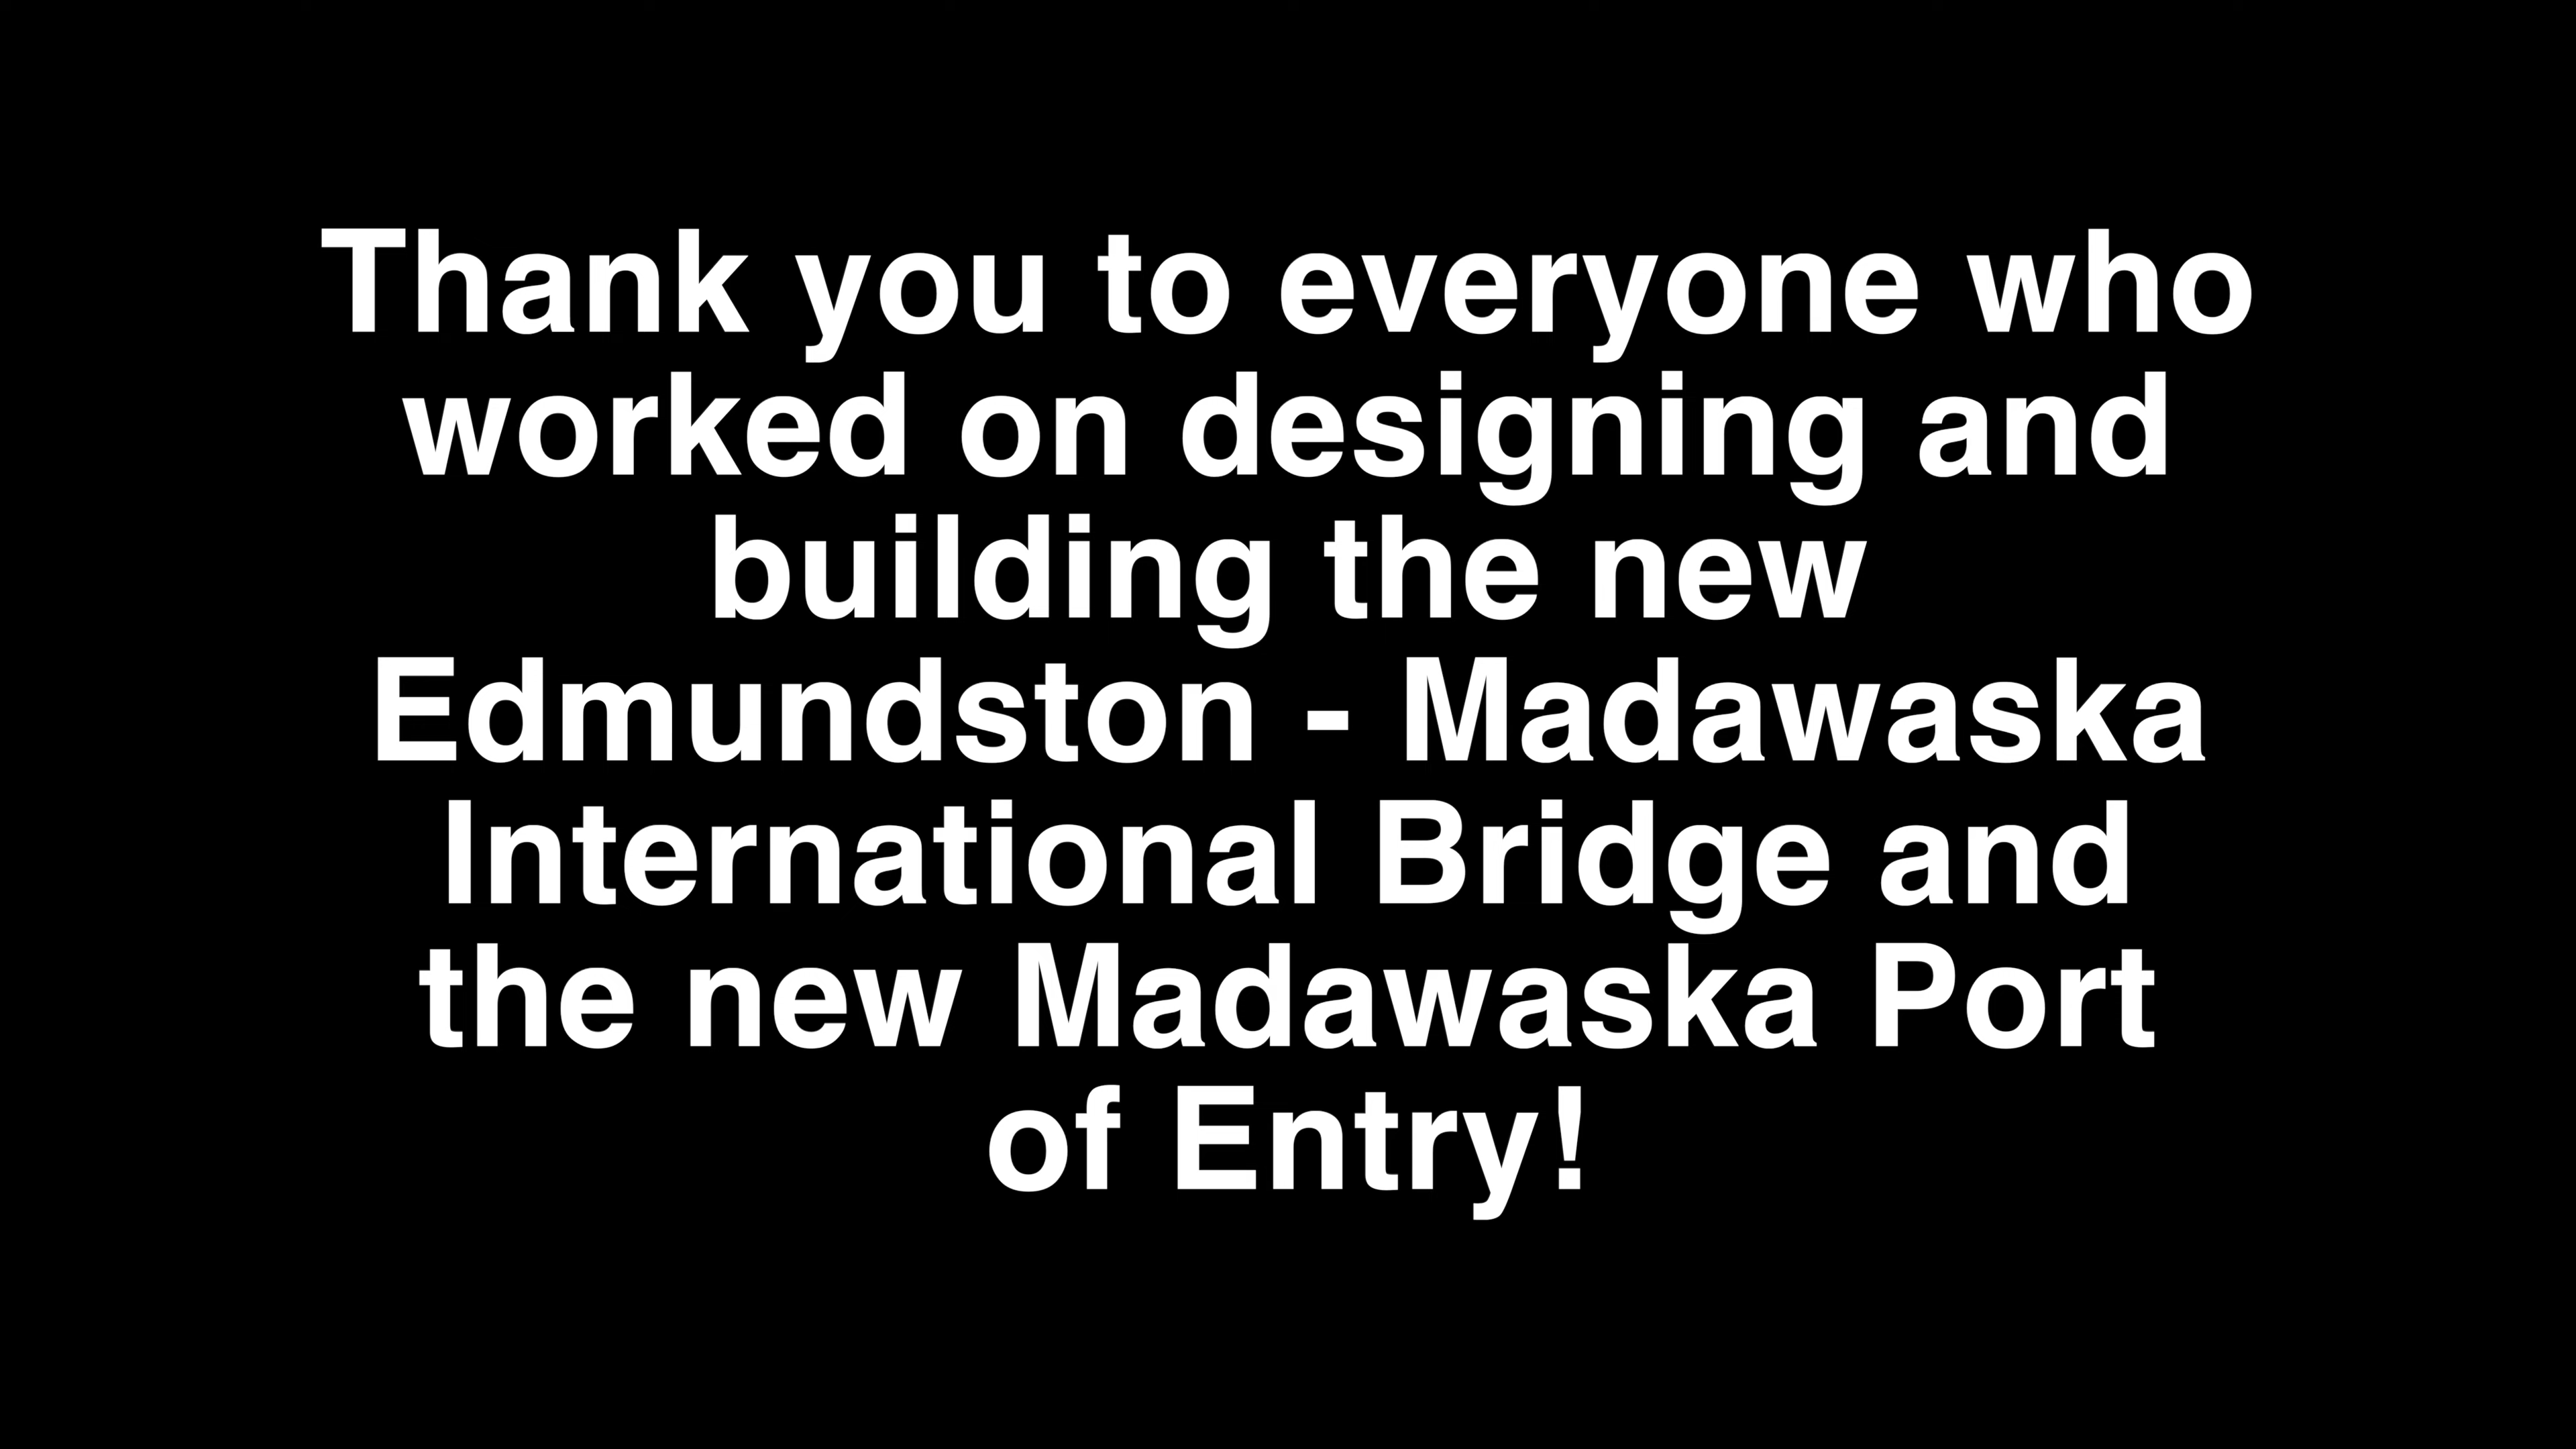 Thank you to everyone who
worked on designing and
building the new
Edmundston - Madawaska
International Bridge and
the new Madawaska Port
of Entry!